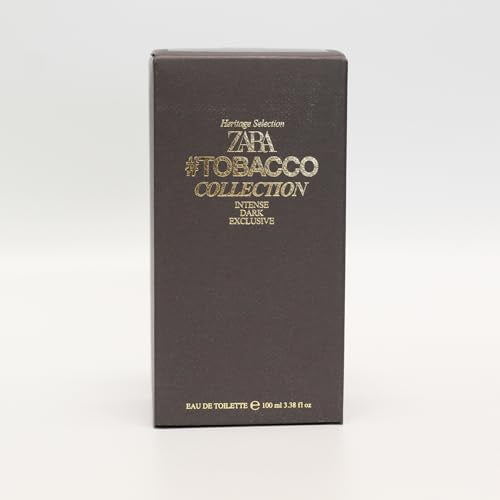 Heritage Selection
ZARA
#TOBACCO
COLLECTION
INTENSE
DARK
EXCLUSIVE
EAU DE TOILETTE ℮ 100 ml 3.38 fl oz